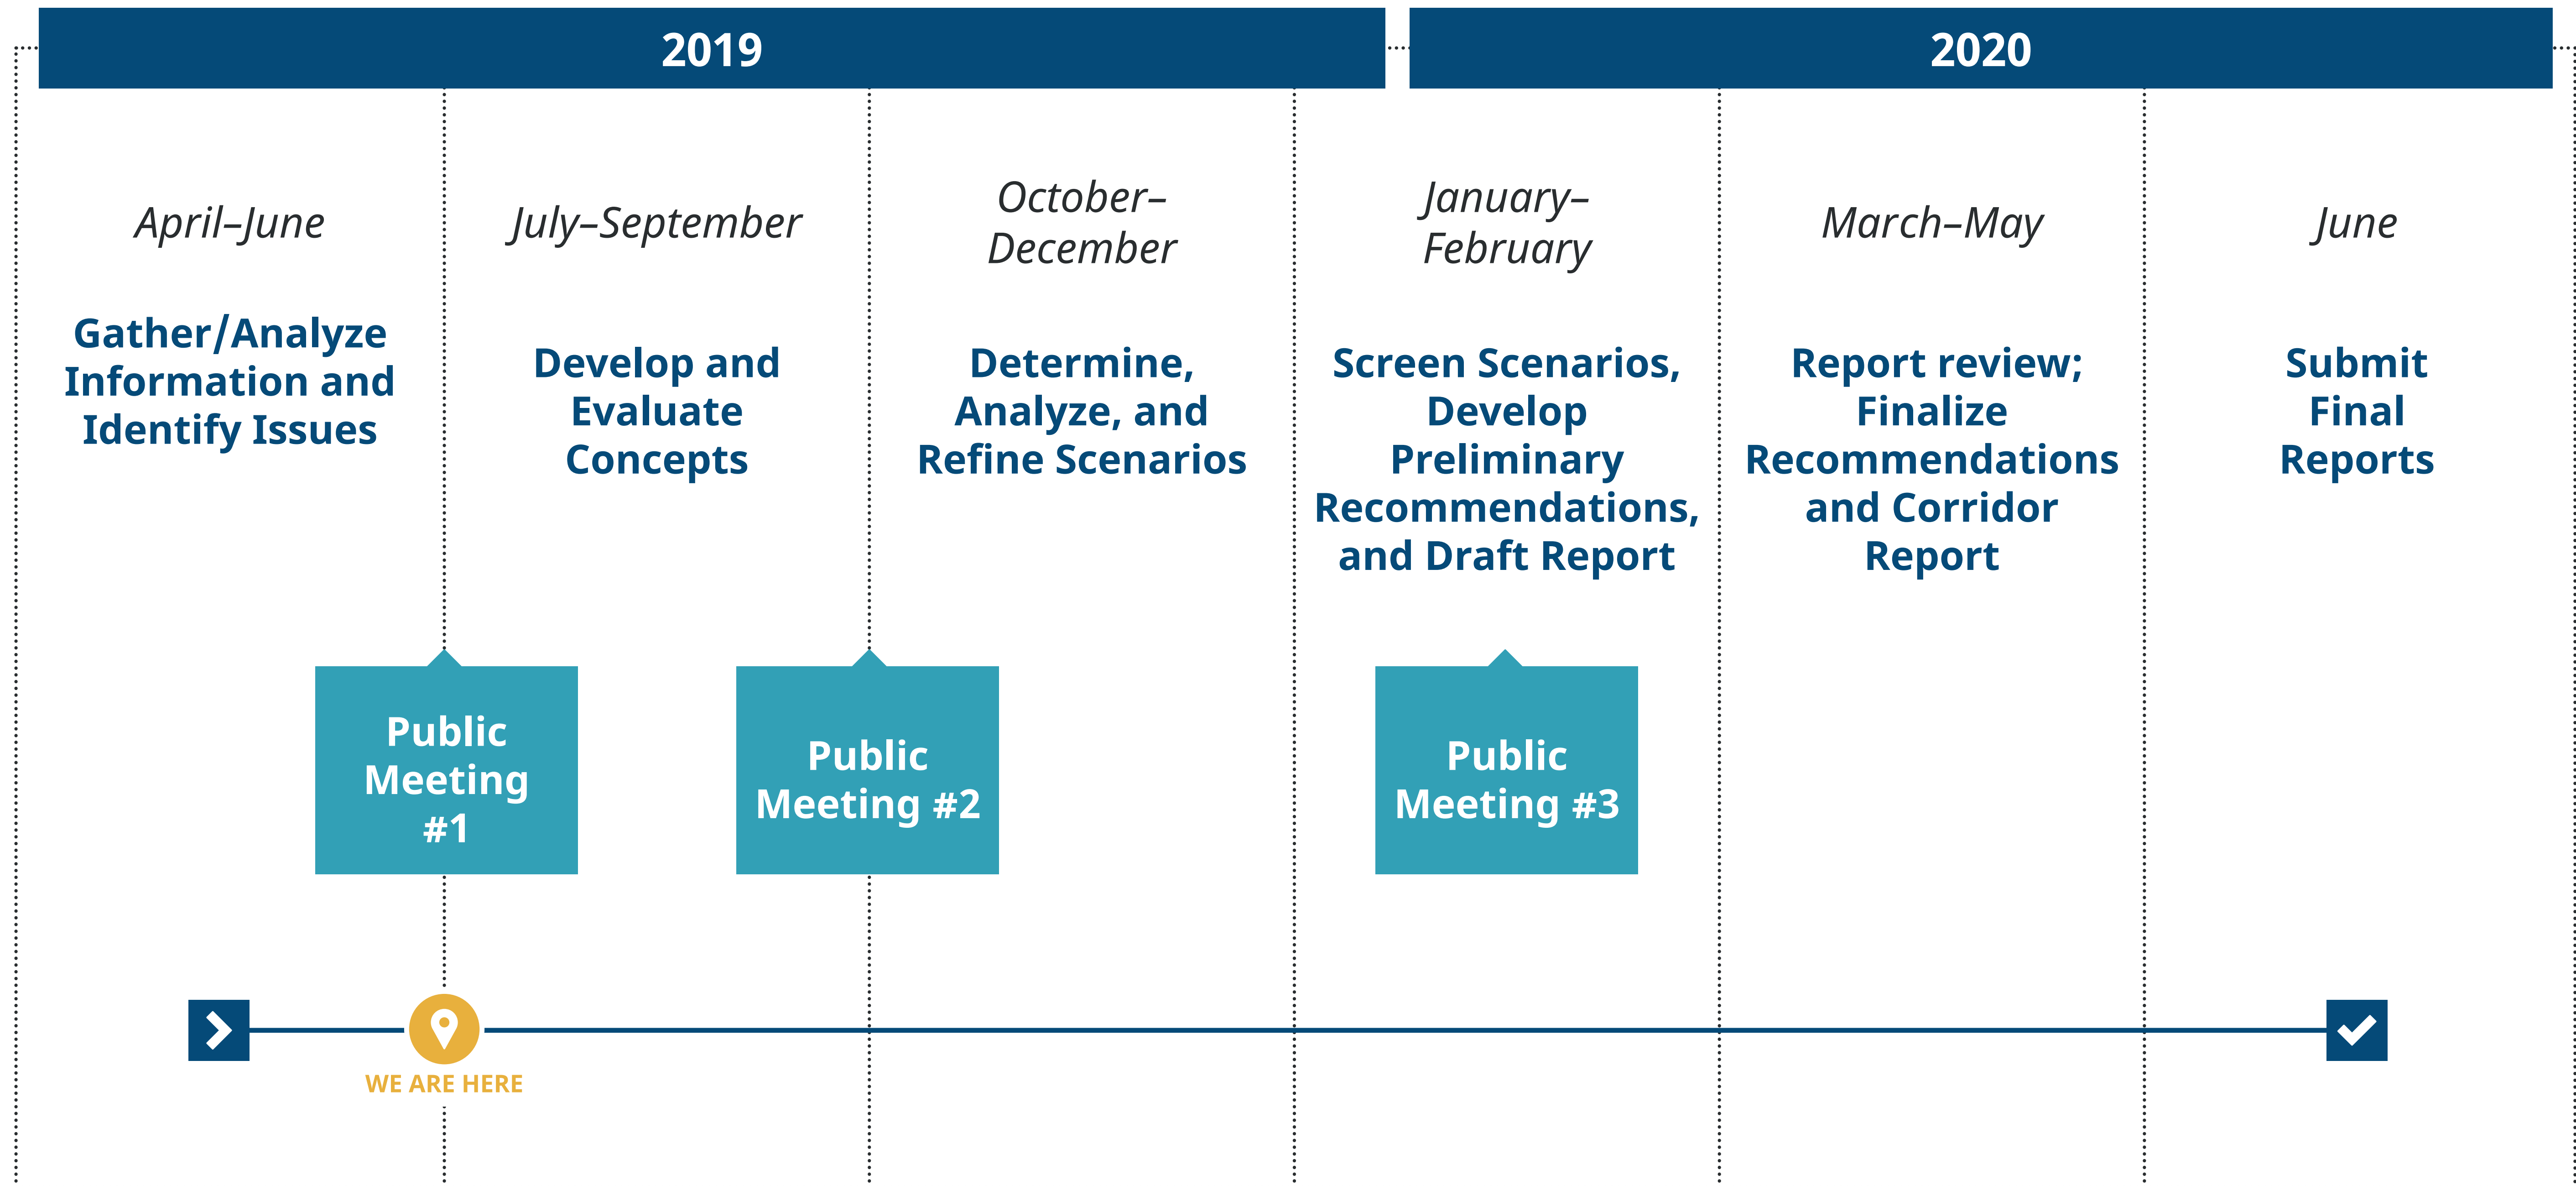 2019
2020
April–June
July–September
October–
December
January–
February
March–May
June
Gather/Analyze
Information and
Identify Issues
Develop and
Evaluate
Concepts
Determine,
Analyze, and
Refine Scenarios
Screen Scenarios,
Develop
Preliminary
Recommendations,
and Draft Report
Report review;
Finalize
Recommendations
and Corridor
Report
Submit
Final
Reports
Public
Meeting
#1
Public
Meeting #2
Public
Meeting #3
WE ARE HERE